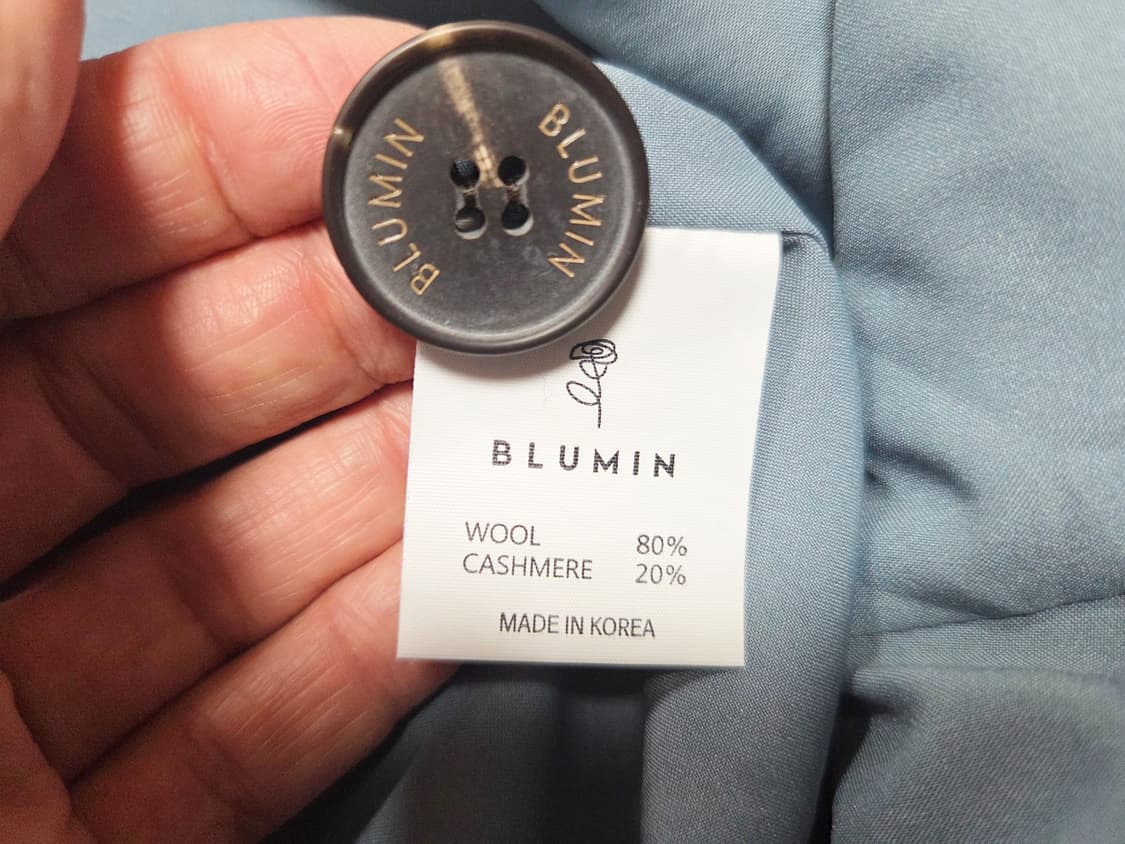 BLUMIN
BLUMIN
BLUMIN
WOOL 80%
CASHMERE 20%
MADE IN KOREA